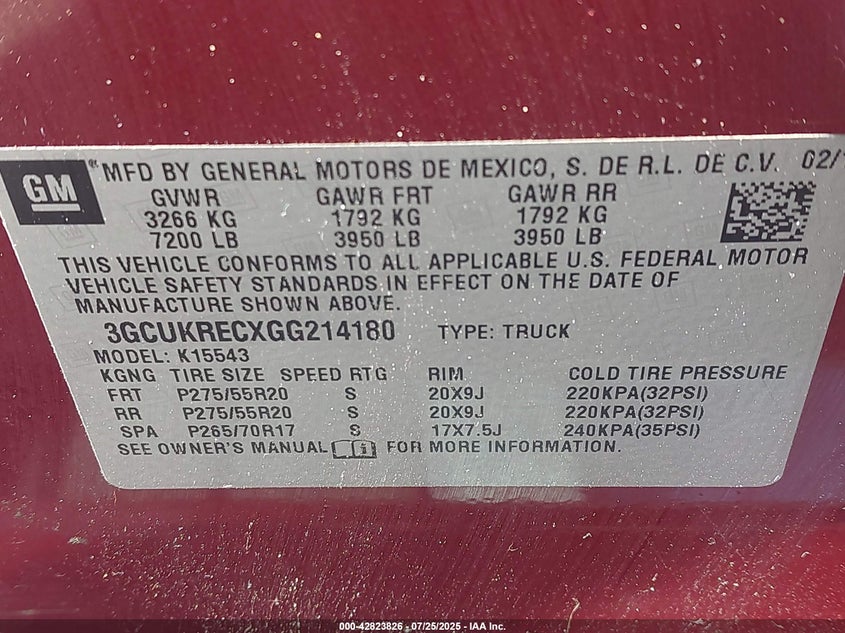 GM
MFD BY GENERAL MOTORS DE MEXICO, S. DE R.L. DE C.V. 02/
GVWR GAWR FRT GAWR RR
3266 KG 1792 KG 1792 KG
7200 LB 3950 LB 3950 LB
THIS VEHICLE CONFORMS TO ALL APPLICABLE U.S. FEDERAL MOTOR
VEHICLE SAFETY STANDARDS IN EFFECT ON THE DATE OF
MANUFACTURE SHOWN ABOVE.
3GCUKRECXGG214180 TYPE: TRUCK
MODEL: K15543
KGNG TIRE SIZE SPEED RTG RIM COLD TIRE PRESSURE
FRT P275/55R20 S 20X9J 220KPA(32PSI)
RR P275/55R20 S 20X9J 220KPA(32PSI)
SPA P265/70R17 S 17X7.5J 240KPA(35PSI)
SEE OWNER'S MANUAL FOR MORE INFORMATION.
000-42823826 - 07/25/2025 - IAA Inc.